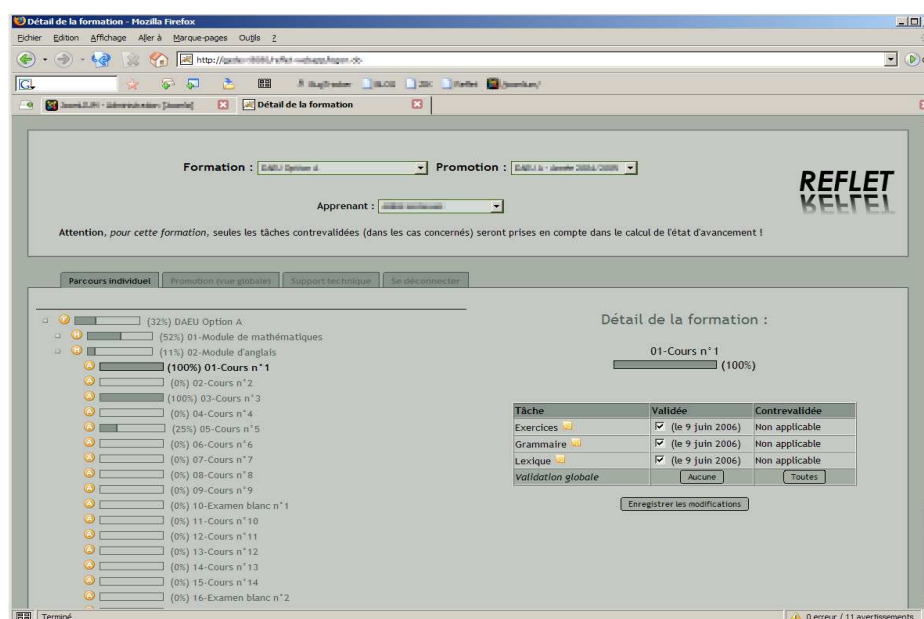 Détail de la formation - Mozilla Firefox
Fichier Edition Affichage Aller à Marque-pages Outils ?
http://
Détail de la formation
Formation : Promotion :
REFLET
Apprenant :
Attention, pour cette formation, seules les tâches contrevalidées (dans les cas concernés) seront prises en compte dans le calcul de l'état d'avancement !
Parcours individuel Promotion (vue globale) Support technique Se déconnecter
(32%) DAEU Option A
(52%) 01-Module de mathématiques
(11%) 02-Module d'anglais
(100%) 01-Cours n°1
(0%) 02-Cours n°2
(100%) 03-Cours n°3
(0%) 04-Cours n°4
(25%) 05-Cours n°5
(0%) 06-Cours n°6
(0%) 07-Cours n°7
(0%) 08-Cours n°8
(0%) 09-Cours n°9
(0%) 10-Examen blanc n°1
(0%) 11-Cours n°10
(0%) 12-Cours n°11
(0%) 13-Cours n°12
(0%) 14-Cours n°13
(0%) 15-Cours n°14
(0%) 16-Examen blanc n°2
Détail de la formation :
01-Cours n°1
(100%)
Tâche Validée Contrevalidée
Exercices (le 9 juin 2006) Non applicable
Grammaire (le 9 juin 2006) Non applicable
Lexique (le 9 juin 2006) Non applicable
Validation globale Aucune Toutes
Enregistrer les modifications
Terminé
0 erreur / 11 avertissements